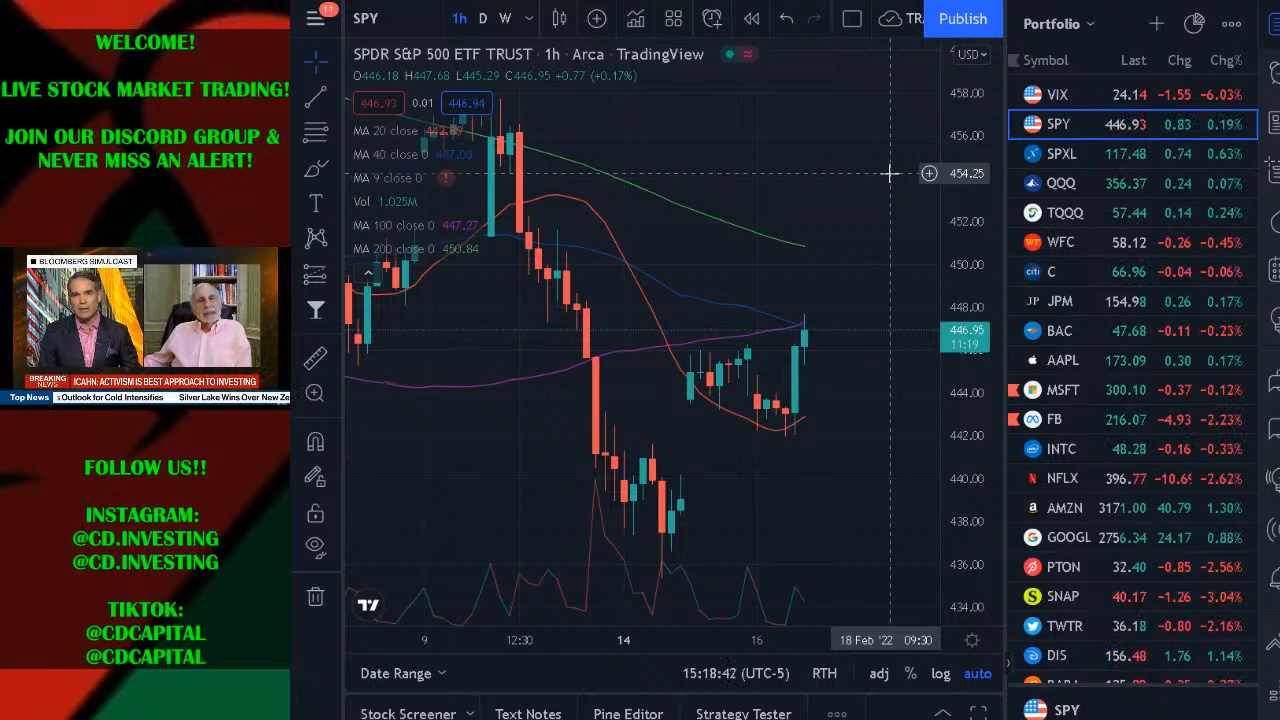 WELCOME!
LIVE STOCK MARKET TRADING!
JOIN OUR DISCORD GROUP &
NEVER MISS AN ALERT!
BLOOMBERG SIMULCAST
BREAKING NEWS
ICAHN: ACTIVISM IS BEST APPROACH TO INVESTING
Top News
s Outlook for Cold Intensifies
Silver Lake Wins Over New Ze
FOLLOW US!!
INSTAGRAM:
@CD.INVESTING
@CD.INVESTING
TIKTOK:
@CDCAPITAL
@CDCAPITAL
11
SPY
1h D W
TR
Publish
SPDR S&P 500 ETF TRUST · 1h · Arca · TradingView
USD
O446.18 H447.68 L445.29 C446.95 +0.77 (+0.17%)
446.93 0.01 446.94
MA 20 close 442.89
MA 40 close 0 447.03
MA 9 close 0 !
Vol 1.025M
MA 100 close 0 447.27
MA 200 close 0 450.84
458.00
456.00
454.25
452.00
450.00
448.00
446.95
11:19
444.00
442.00
440.00
438.00
436.00
434.00
9 12:30 14 16 18 Feb '22 09:30
Date Range
15:18:42 (UTC-5) RTH adj % log auto
Stock Screener Text Notes Pine Editor Strategy Tester
Portfolio
Symbol Last Chg Chg%
VIX 24.14 −1.55 −6.03%
SPY 446.93 0.83 0.19%
SPXL 117.48 0.74 0.63%
QQQ 356.37 0.24 0.07%
TQQQ 57.44 0.14 0.24%
WF WFC 58.12 −0.26 −0.45%
citi C 66.96 −0.04 −0.06%
JP JPM 154.98 0.26 0.17%
BAC 47.68 −0.11 −0.23%
AAPL 173.09 0.30 0.17%
MSFT 300.10 −0.37 −0.12%
FB 216.07 −4.93 −2.23%
INTC 48.28 −0.16 −0.33%
NFLX 396.77 −10.69 −2.62%
AMZN 3171.00 40.79 1.30%
GOOGL 2756.34 24.17 0.88%
PTON 32.40 −0.85 −2.56%
SNAP 40.17 −1.26 −3.04%
TWTR 36.18 −0.80 −2.16%
DIS 156.48 1.76 1.14%
SPY